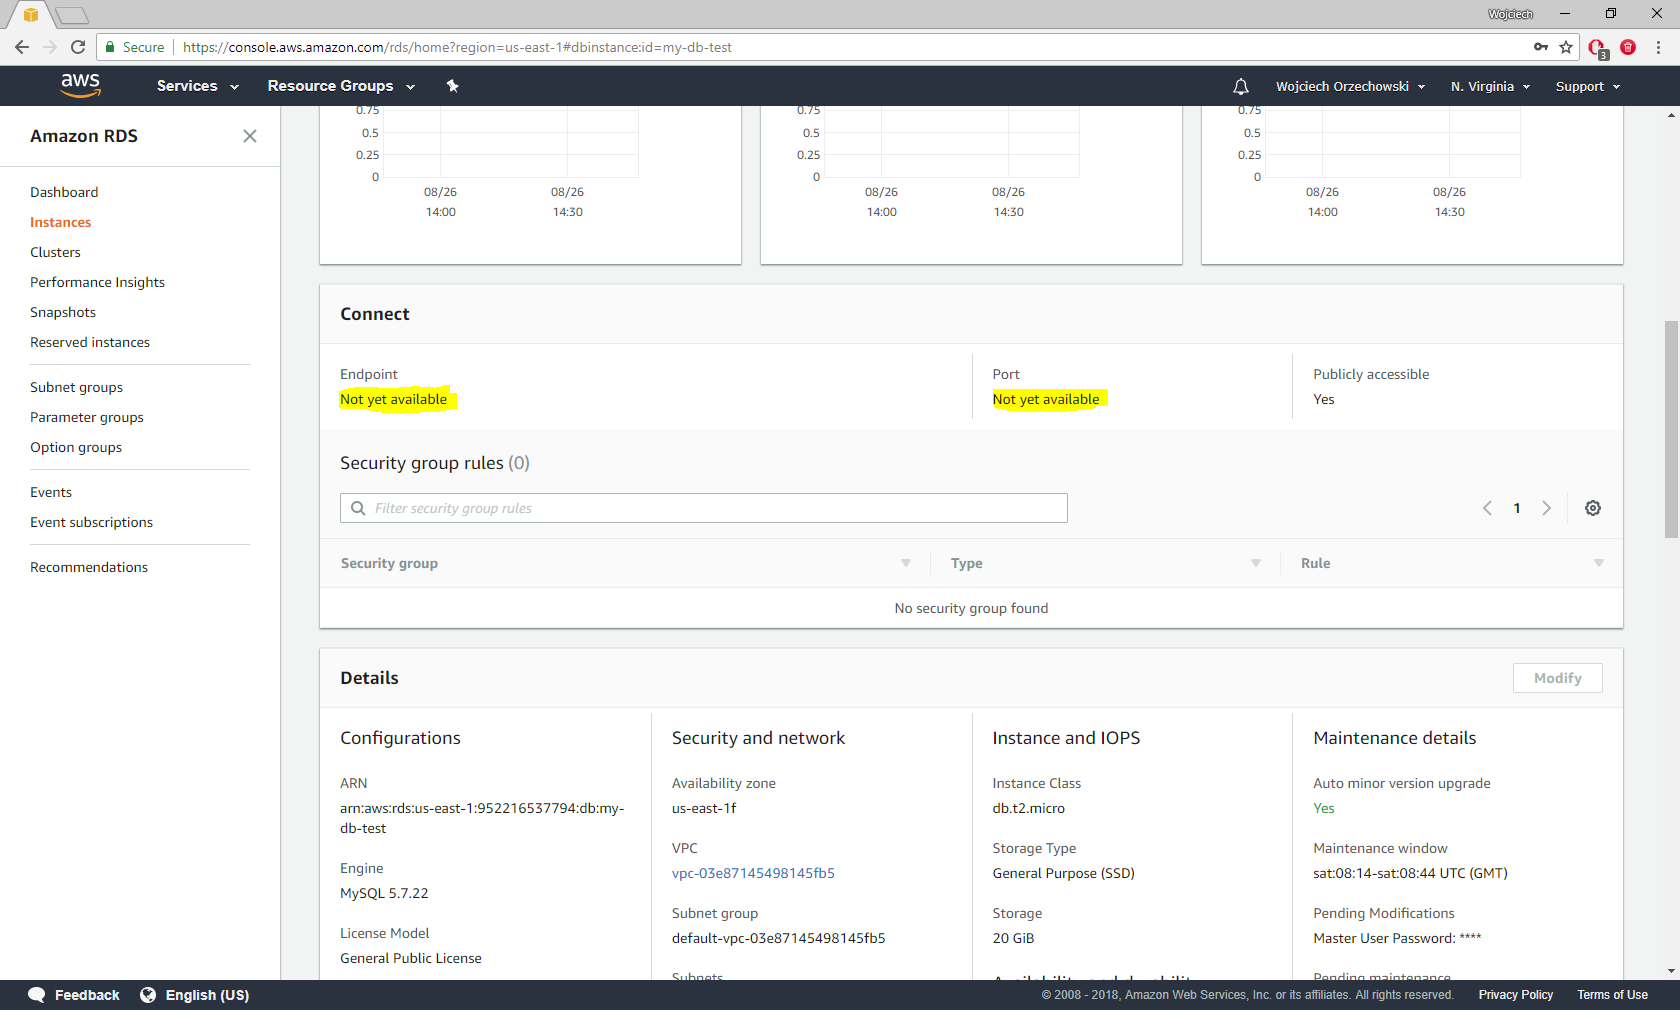 Wojciech
Secure
https://console.aws.amazon.com/rds/home?region=us-east-1#dbinstance:id=my-db-test
3
aws
Services
Resource Groups
Wojciech Orzechowski
N. Virginia
Support
Amazon RDS
Dashboard
Instances
Clusters
Performance Insights
Snapshots
Reserved instances
Subnet groups
Parameter groups
Option groups
Events
Event subscriptions
Recommendations
0.75
0.5
0.25
0
08/26
14:00
08/26
14:30
0.75
0.5
0.25
0
08/26
14:00
08/26
14:30
0.75
0.5
0.25
0
08/26
14:00
08/26
14:30
Connect
Endpoint
Not yet available
Port
Not yet available
Publicly accessible
Yes
Security group rules (0)
Filter security group rules
1
Security group
Type
Rule
No security group found
Details
Modify
Configurations
ARN
arn:aws:rds:us-east-1:952216537794:db:my-
db-test
Engine
MySQL 5.7.22
License Model
General Public License
Security and network
Availability zone
us-east-1f
VPC
vpc-03e87145498145fb5
Subnet group
default-vpc-03e87145498145fb5
Subnets
Instance and IOPS
Instance Class
db.t2.micro
Storage Type
General Purpose (SSD)
Storage
20 GiB
Availability and durability
Maintenance details
Auto minor version upgrade
Yes
Maintenance window
sat:08:14-sat:08:44 UTC (GMT)
Pending Modifications
Master User Password: ****
Pending maintenance
Feedback
English (US)
© 2008 - 2018, Amazon Web Services, Inc. or its affiliates. All rights reserved.
Privacy Policy
Terms of Use